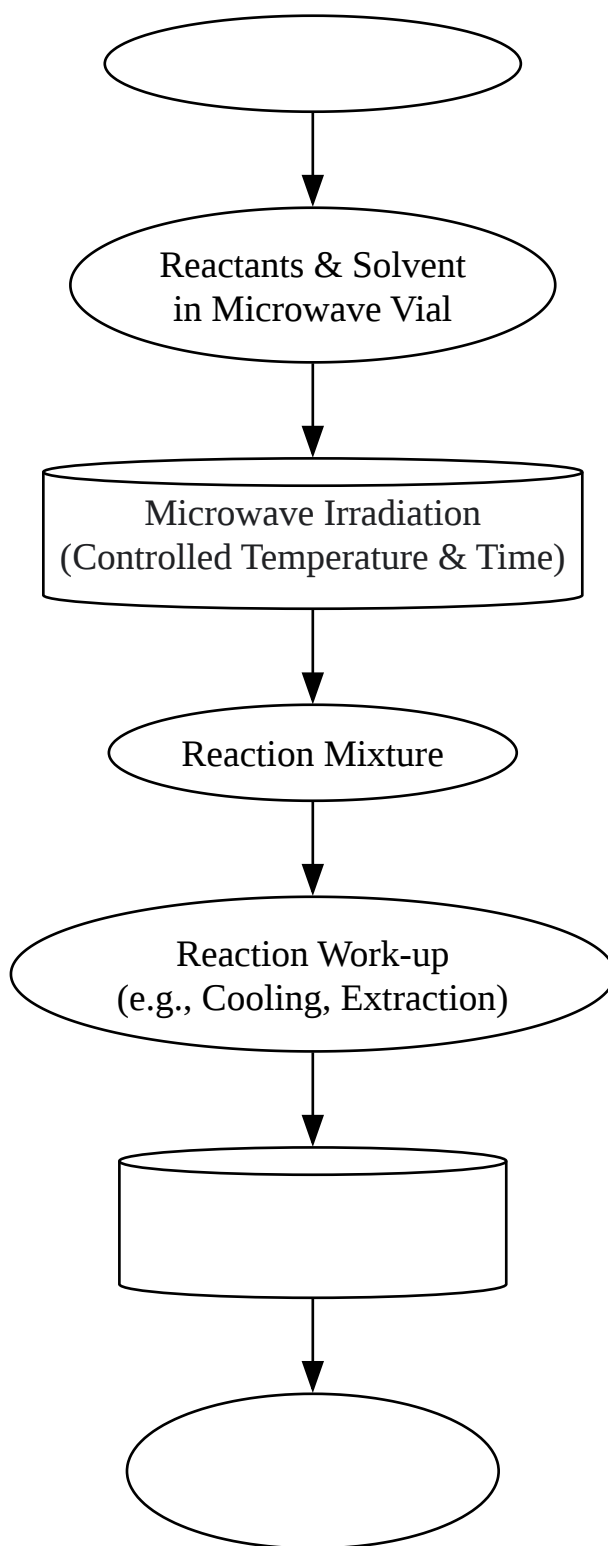 Reactants & Solvent
in Microwave Vial
Microwave Irradiation
(Controlled Temperature & Time)
Reaction Mixture
Reaction Work-up
(e.g., Cooling, Extraction)